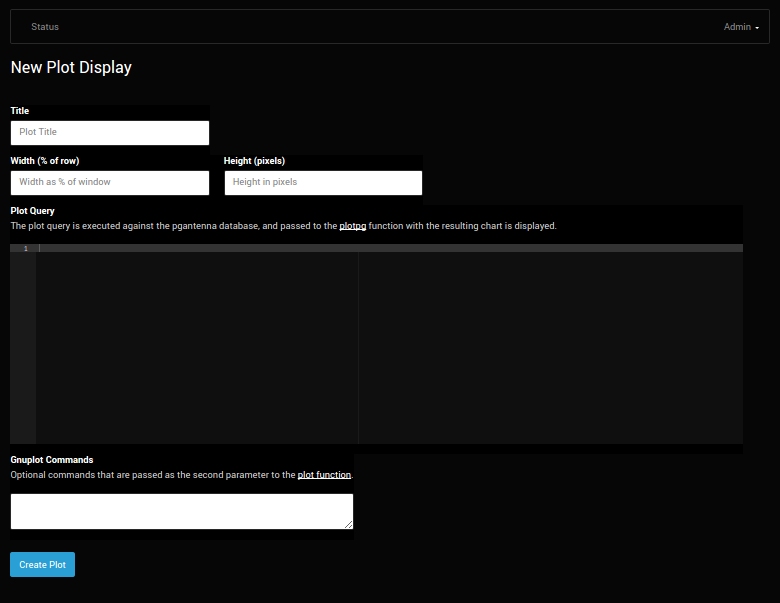 Status
Admin
New Plot Display
Title
Plot Title
Width (% of row)
Height (pixels)
Width as % of window
Height in pixels
Plot Query
The plot query is executed against the pgantenna database, and passed to the plotpg function with the resulting chart is displayed.
1
Gnuplot Commands
Optional commands that are passed as the second parameter to the plot function.
Create Plot